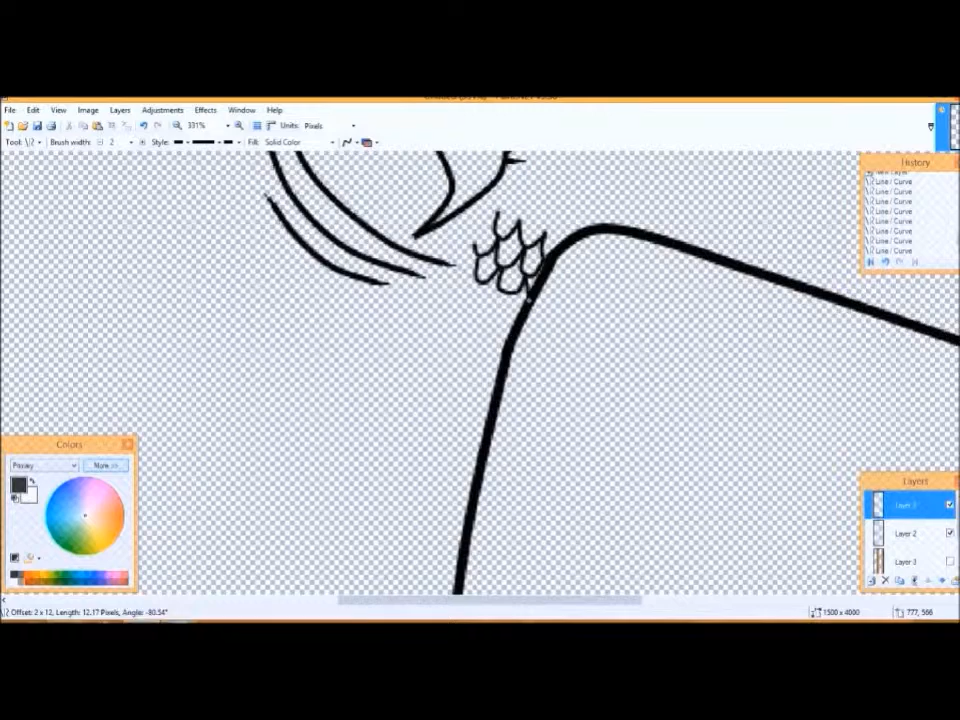 File Edit View Image Layers Adjustments Effects Window Help
331% Units: Pixels
Tool: Brush width: 2 Style: Fill: Solid Color
History
Line / Curve
Line / Curve
Line / Curve
Line / Curve
Line / Curve
Line / Curve
Line / Curve
Line / Curve
Colors
Primary More >>
Layers
Layer 2
Layer 3
Offset: 2 x 12, Length: 12.17 Pixels, Angle: -80.54° 1500 x 4000 777, 566